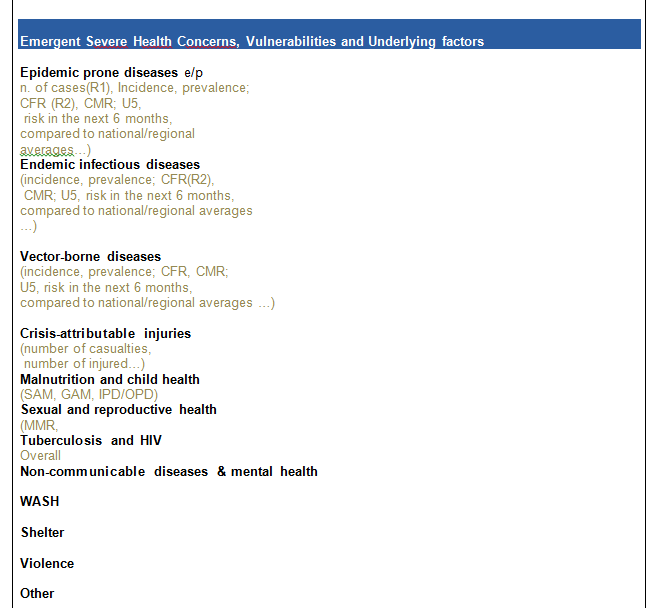 Emergent Severe Health Concerns, Vulnerabilities and Underlying factors
Epidemic prone diseases e/p
n. of cases(R1), Incidence, prevalence;
CFR (R2), CMR; U5,
risk in the next 6 months,
compared to national/regional
averages…)
Endemic infectious diseases
(incidence, prevalence; CFR(R2),
CMR; U5, risk in the next 6 months,
compared to national/regional averages
…)
Vector-borne diseases
(incidence, prevalence; CFR, CMR;
U5, risk in the next 6 months,
compared to national/regional averages …)
Crisis-attributable injuries
(number of casualties,
number of injured…)
Malnutrition and child health
(SAM, GAM, IPD/OPD)
Sexual and reproductive health
(MMR,
Tuberculosis and HIV
Overall
Non-communicable diseases & mental health
WASH
Shelter
Violence
Other